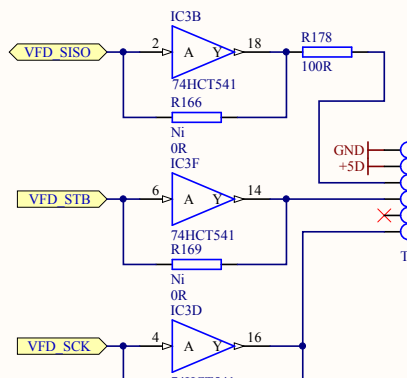 IC3B
VFD_SISO
2
A
Y
18
R178
100R
74HCT541
R166
Ni
0R
GND
+5D
IC3F
VFD_STB
6
A
Y
14
74HCT541
R169
Ni
0R
IC3D
VFD_SCK
4
A
Y
16